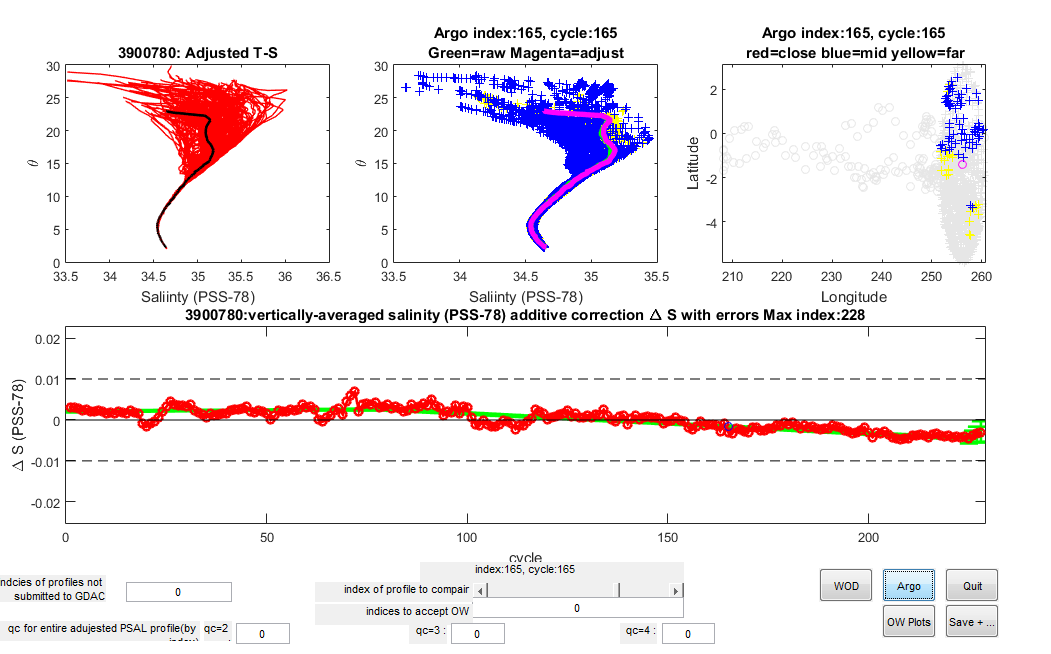 3900780: Adjusted T-S
30
25
20
15
10
5
0
θ
33.5 34 34.5 35 35.5 36 36.5
Saliinty (PSS-78)
Argo index:165, cycle:165
Green=raw Magenta=adjust
30
25
20
15
10
5
0
θ
33.5 34 34.5 35 35.5
Saliinty (PSS-78)
Argo index:165, cycle:165
red=close blue=mid yellow=far
2
0
-2
-4
Latitude
210 220 230 240 250 260
Longitude
3900780:vertically-averaged salinity (PSS-78) additive correction Δ S with errors Max index:228
0.02
0.01
0
-0.01
-0.02
Δ S (PSS-78)
0 50 100 150 200
cycle
index:165, cycle:165
ndcies of profiles not
submitted to GDAC
0
index of profile to compair
indices to accept OW
0
qc for entire adujested PSAL profile(by
index)
qc=2
:
0
qc=3 :
0
qc=4 :
0
WOD
Argo
Quit
OW Plots
Save + ...